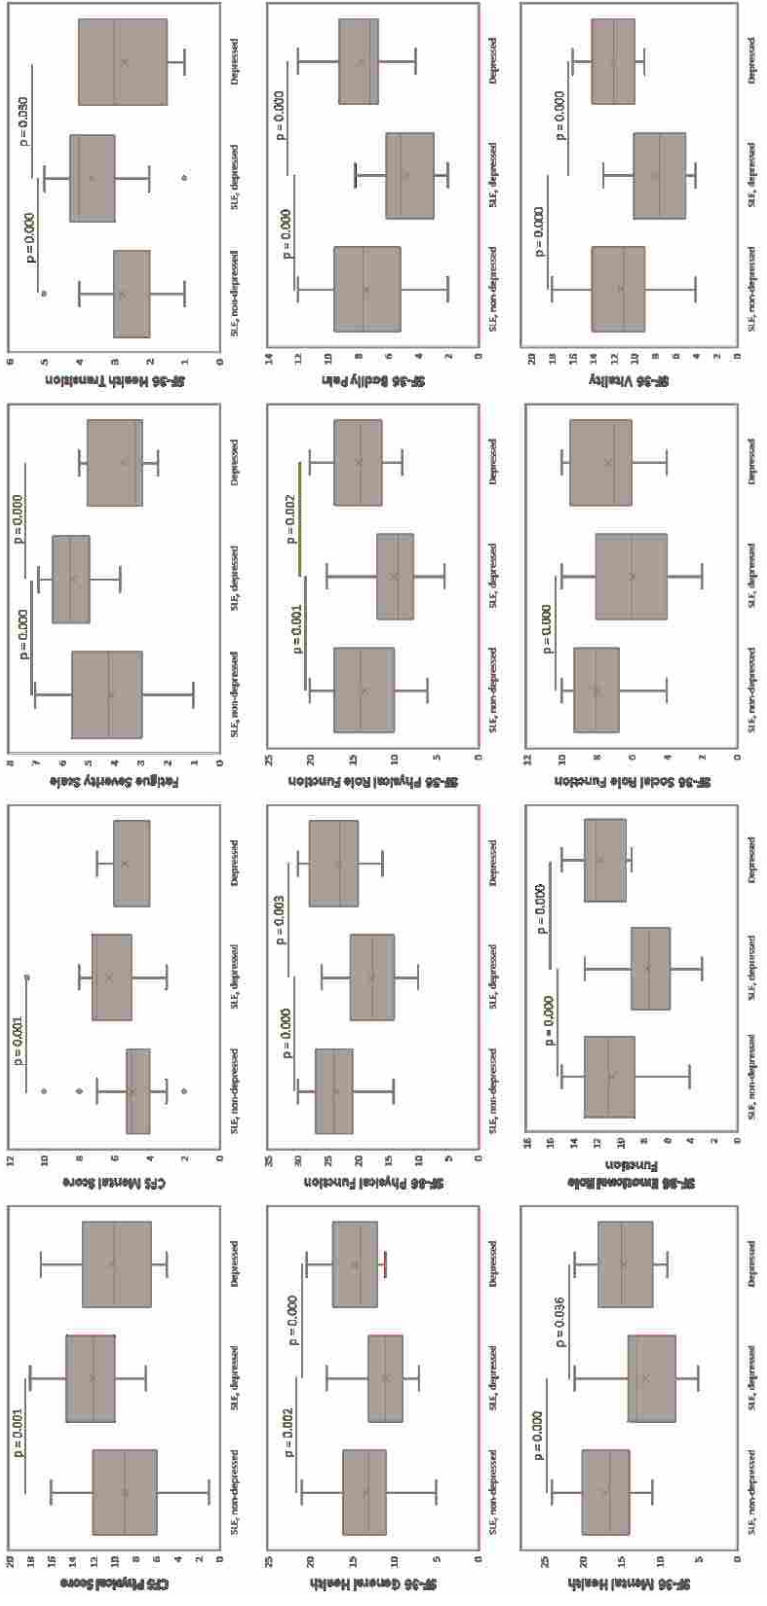 CFS Physical Score
20
18
16
14
12
10
8
6
4
2
0
p = 0.001
SLE, non-depressed
SLE, depressed
Depressed
CFS Mental Score
12
10
8
6
4
2
0
p = 0.001
SLE, non-depressed
SLE, depressed
Depressed
Fatigue Severity Scale
8
7
6
5
4
3
2
1
0
p = 0.000
p = 0.000
SLE, non-depressed
SLE, depressed
Depressed
SF-36 Health Transition
6
5
4
3
2
1
0
p = 0.000
p = 0.030
SLE, non-depressed
SLE, depressed
Depressed
SF-36 General Health
25
20
15
10
5
0
p = 0.002
p = 0.000
SLE, non-depressed
SLE, depressed
Depressed
SF-36 Physical Function
35
30
25
20
15
10
5
0
p = 0.000
p = 0.003
SLE, non-depressed
SLE, depressed
Depressed
SF-36 Physical Role Function
25
20
15
10
5
0
p = 0.001
p = 0.002
SLE, non-depressed
SLE, depressed
Depressed
SF-36 Bodily Pain
14
12
10
8
6
4
2
0
p = 0.000
p = 0.000
SLE, non-depressed
SLE, depressed
Depressed
SF-36 Mental Health
25
20
15
10
5
0
p = 0.000
p = 0.036
SLE, non-depressed
SLE, depressed
Depressed
SF-36 Emotional Role
Function
18
16
14
12
10
8
6
4
2
0
p = 0.000
p = 0.000
SLE, non-depressed
SLE, depressed
Depressed
SF-36 Social Role Function
12
10
8
6
4
2
0
p = 0.000
SLE, non-depressed
SLE, depressed
Depressed
SF-36 Vitality
20
18
16
14
12
10
8
6
4
2
0
p = 0.000
p = 0.000
SLE, non-depressed
SLE, depressed
Depressed